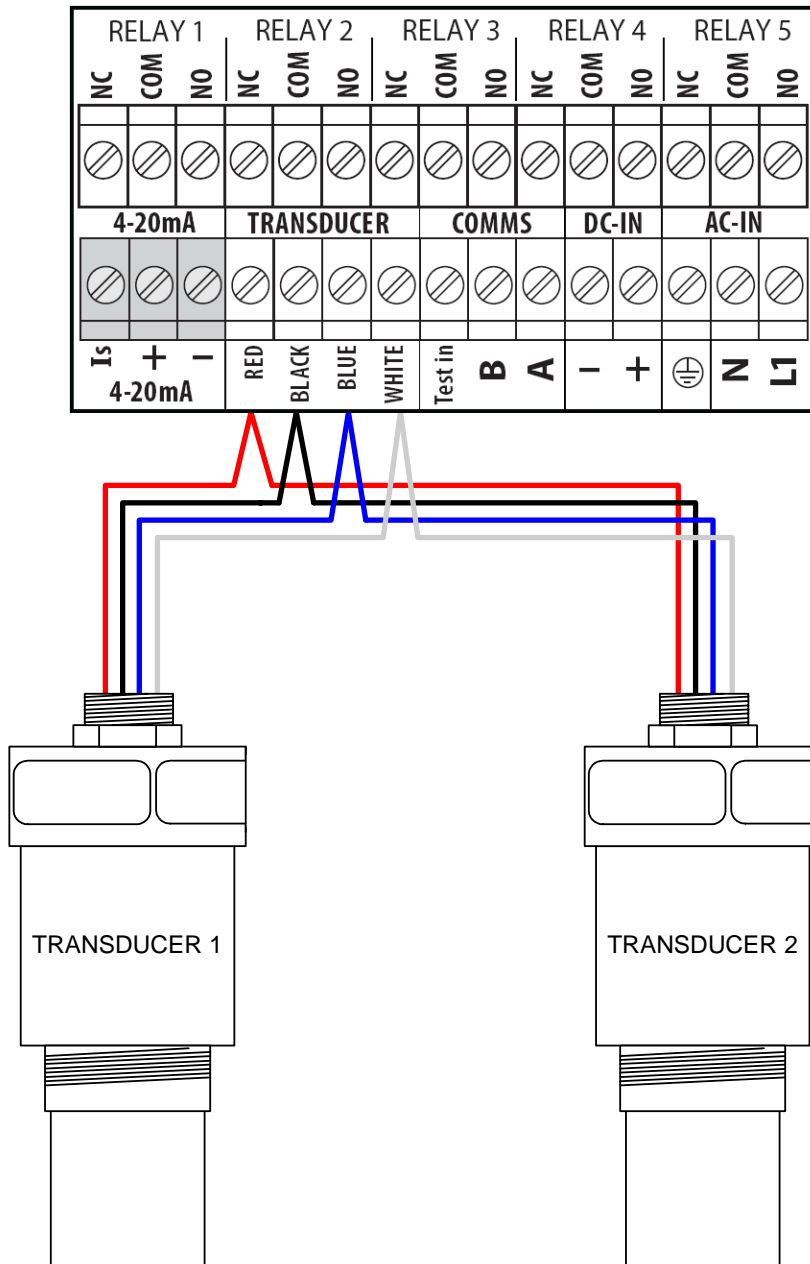 RELAY 1 RELAY 2 RELAY 3 RELAY 4 RELAY 5
NC COM NO NC COM NO NC COM NO NC COM NO NC COM NO
4-20mA TRANSDUCER COMMS DC-IN AC-IN
Is + − RED BLACK BLUE WHITE Test in B A − + N L1
4-20mA
TRANSDUCER 1 TRANSDUCER 2